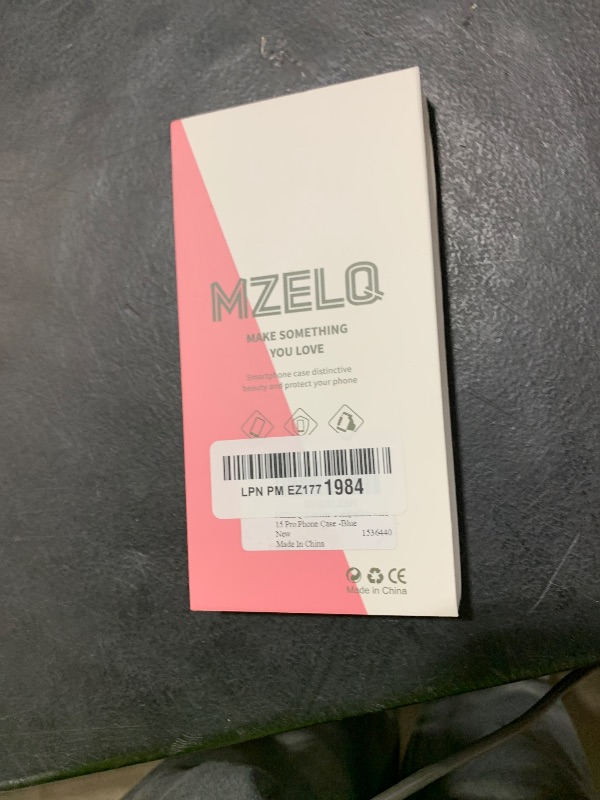 MZELQ
MAKE SOMETHING
YOU LOVE
Smartphone case distinctive
beauty and protect your phone
LPN PM EZ177 1984
15 Pro Phone Case -Blue
New 1536440
Made In China
CE
Made in China